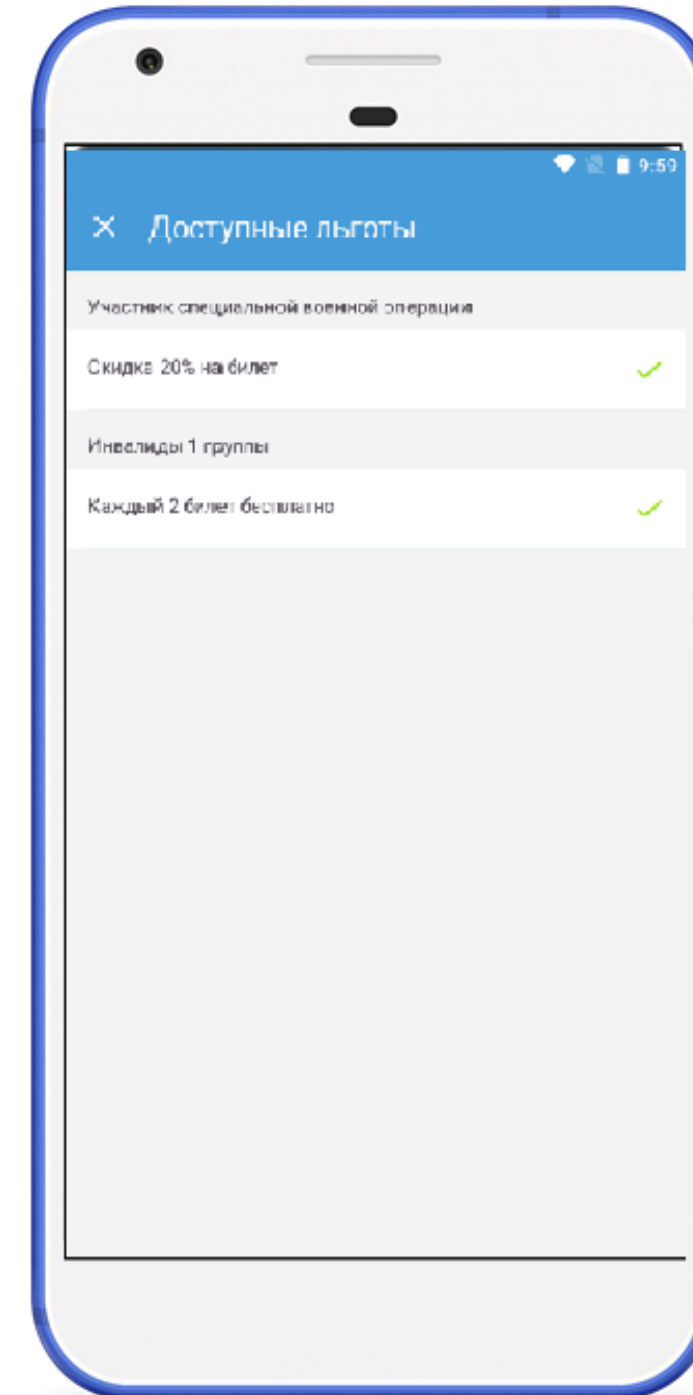 9:59
Доступные льготы
Участник специальной военной операции
Скидка 20% на билет
Инвалиды 1 группы
Каждый 2 билет бесплатно